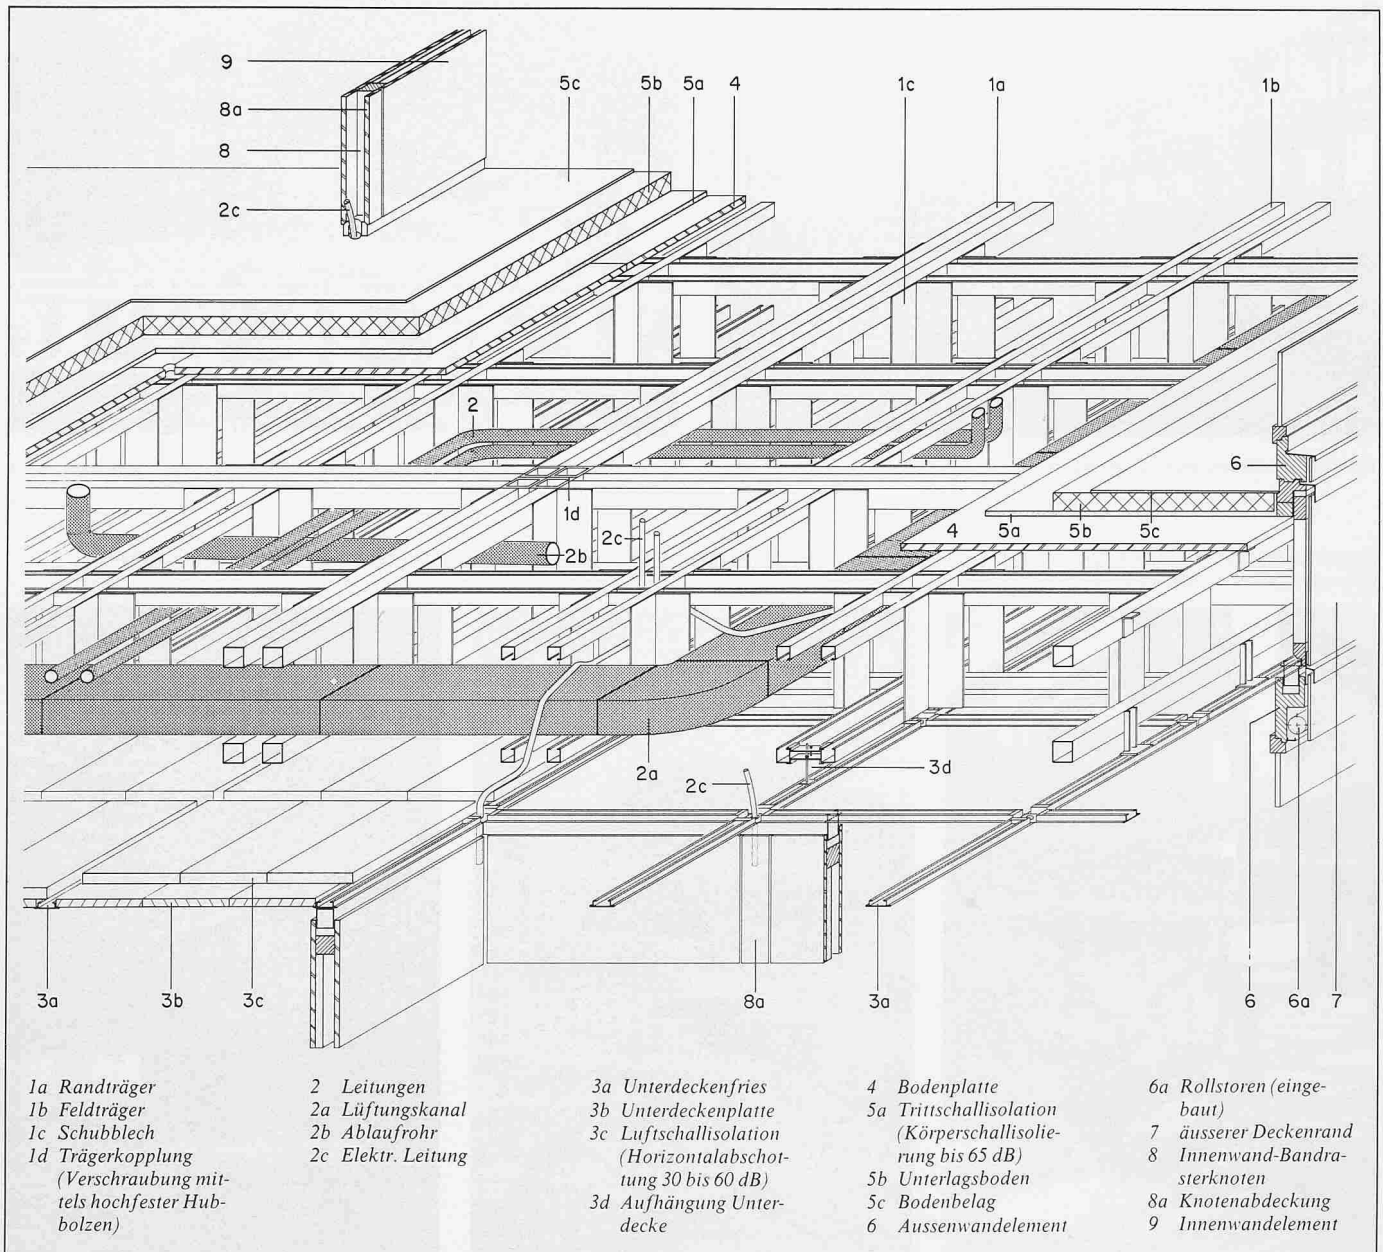 9
8a
8
2c
5c
5b
5a
4
1c
1a
1b
2
1d
2c
2b
4
5a
5b
5c
6
2a
2c
3d
3a
3b
3c
8a
3a
6
6a
7
1a Randträger
1b Feldträger
1c Schubblech
1d Trägerkopplung
(Verschraubung mit-
tels hochfester Hub-
bolzen)
2 Leitungen
2a Lüftungskanal
2b Ablaufrohr
2c Elektr. Leitung
3a Unterdeckenfries
3b Unterdeckenplatte
3c Luftschallisolation
(Horizontalabschot-
tung 30 bis 60 dB)
3d Aufhängung Unter-
decke
4 Bodenplatte
5a Trittschallisolation
(Körperschallisolie-
rung bis 65 dB)
5b Unterlagsboden
5c Bodenbelag
6 Aussenwandelement
6a Rollstoren (einge-
baut)
7 äusserer Deckenrand
8 Innenwand-Bandra-
sterknoten
8a Knotenabdeckung
9 Innenwandelement